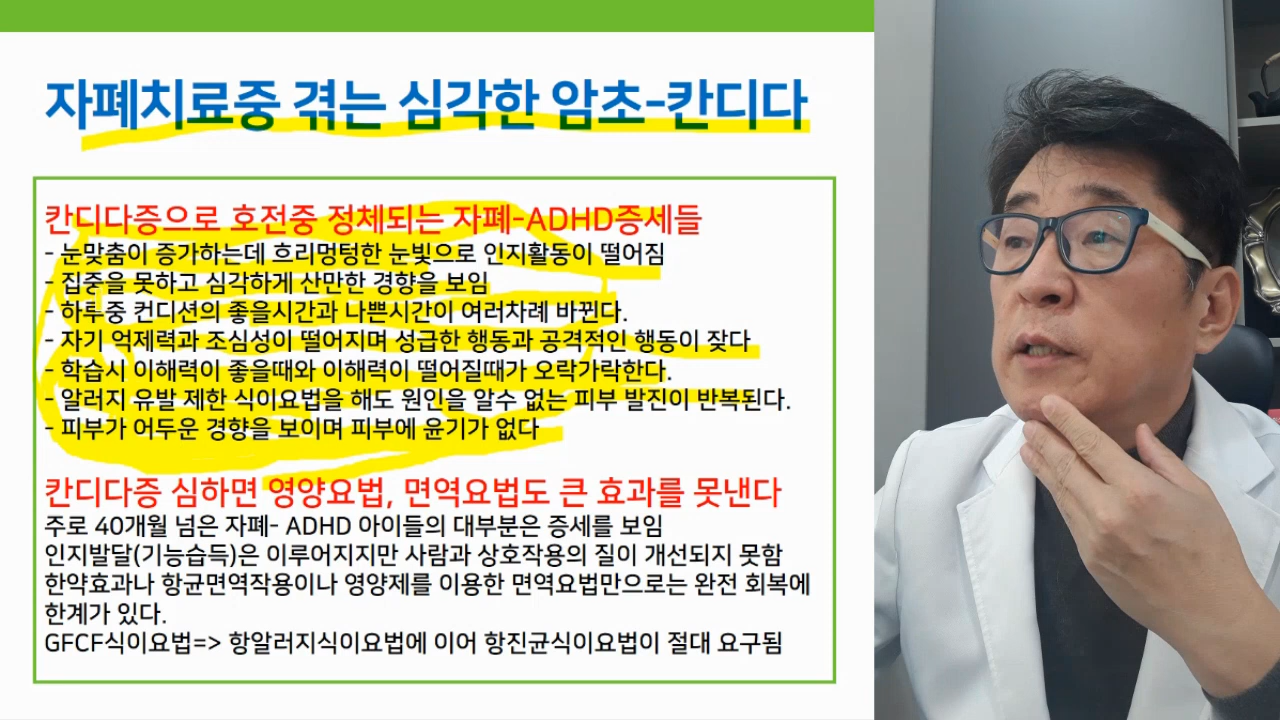 자폐치료중 겪는 심각한 암초-칸디다
칸디다증으로 호전중 정체되는 자폐-ADHD증세들
- 눈맞춤이 증가하는데 흐리멍텅한 눈빛으로 인지활동이 떨어짐
- 집중을 못하고 심각하게 산만한 경향을 보임
- 하루중 컨디션의 좋을시간과 나쁜시간이 여러차례 바뀐다.
- 자기 억제력과 조심성이 떨어지며 성급한 행동과 공격적인 행동이 잦다
- 학습시 이해력이 좋을때와 이해력이 떨어질때가 오락가락한다.
- 알러지 유발 제한 식이요법을 해도 원인을 알수 없는 피부 발진이 반복된다.
- 피부가 어두운 경향을 보이며 피부에 윤기가 없다
칸디다증 심하면 영양요법, 면역요법도 큰 효과를 못낸다
주로 40개월 넘은 자폐- ADHD 아이들의 대부분은 증세를 보임
인지발달(기능습득)은 이루어지지만 사람과 상호작용의 질이 개선되지 못함
한약효과나 항균면역작용이나 영양제를 이용한 면역요법만으로는 완전 회복에
한계가 있다.
GFCF식이요법=> 항알러지식이요법에 이어 항진균식이요법이 절대 요구됨